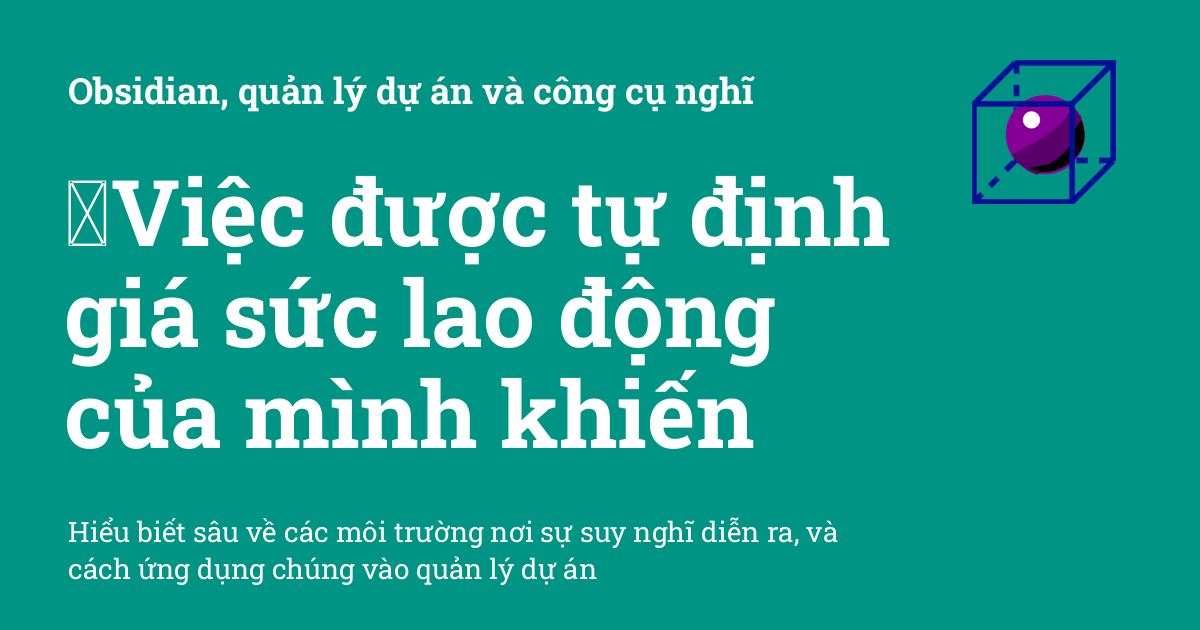 Obsidian, quản lý dự án và công cụ nghĩ
Việc được tự định
giá sức lao động
của mình khiến
Hiểu biết sâu về các môi trường nơi sự suy nghĩ diễn ra, và
cách ứng dụng chúng vào quản lý dự án